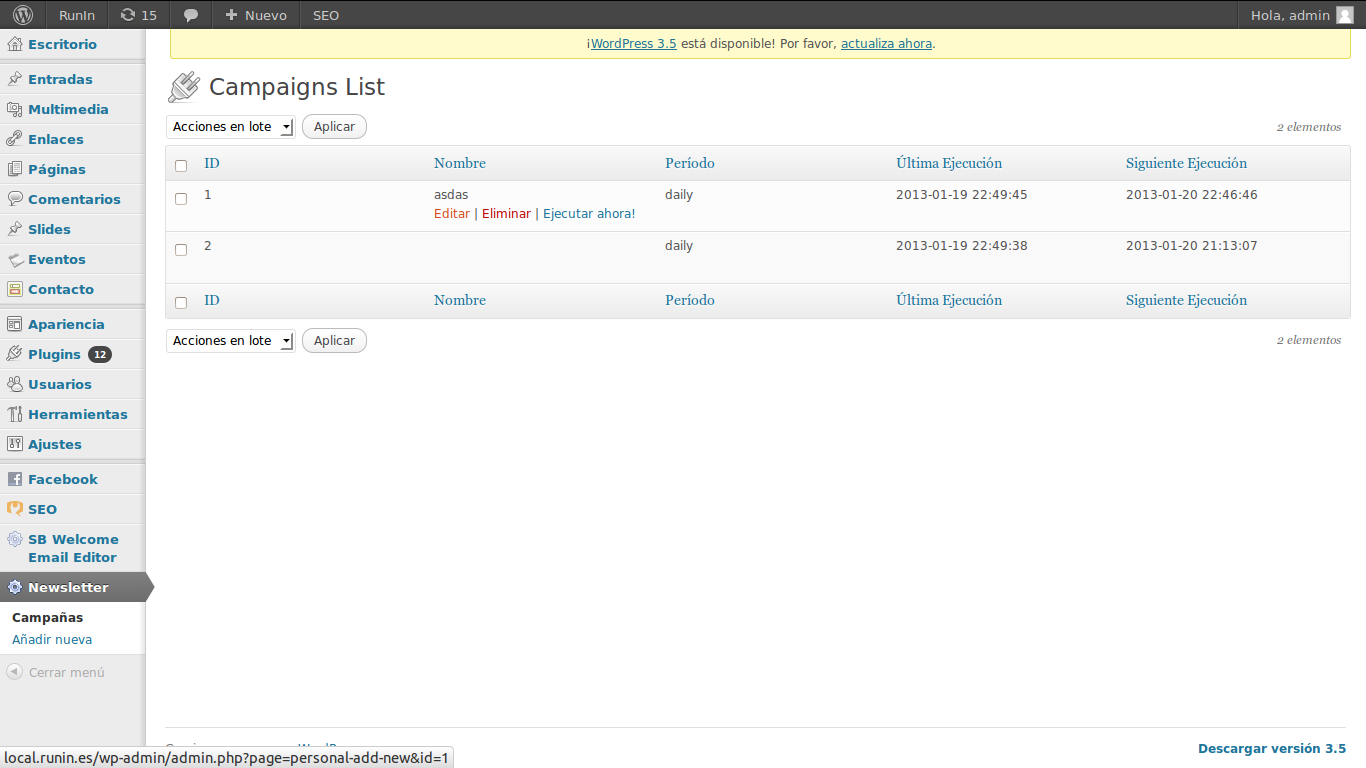 RunIn 15 Nuevo SEO Hola, admin
¡WordPress 3.5 está disponible! Por favor, actualiza ahora.
Escritorio
Entradas
Multimedia
Enlaces
Páginas
Comentarios
Slides
Eventos
Contacto
Apariencia
Plugins 12
Usuarios
Herramientas
Ajustes
Facebook
SEO
SB Welcome
Email Editor
Newsletter
Campañas
Añadir nueva
Cerrar menú
Campaigns List
Acciones en lote Aplicar 2 elementos
ID Nombre Período Última Ejecución Siguiente Ejecución
1 asdas daily 2013-01-19 22:49:45 2013-01-20 22:46:46
Editar | Eliminar | Ejecutar ahora!
2 daily 2013-01-19 22:49:38 2013-01-20 21:13:07
ID Nombre Período Última Ejecución Siguiente Ejecución
Acciones en lote Aplicar 2 elementos
Descargar versión 3.5
local.runin.es/wp-admin/admin.php?page=personal-add-new&id=1